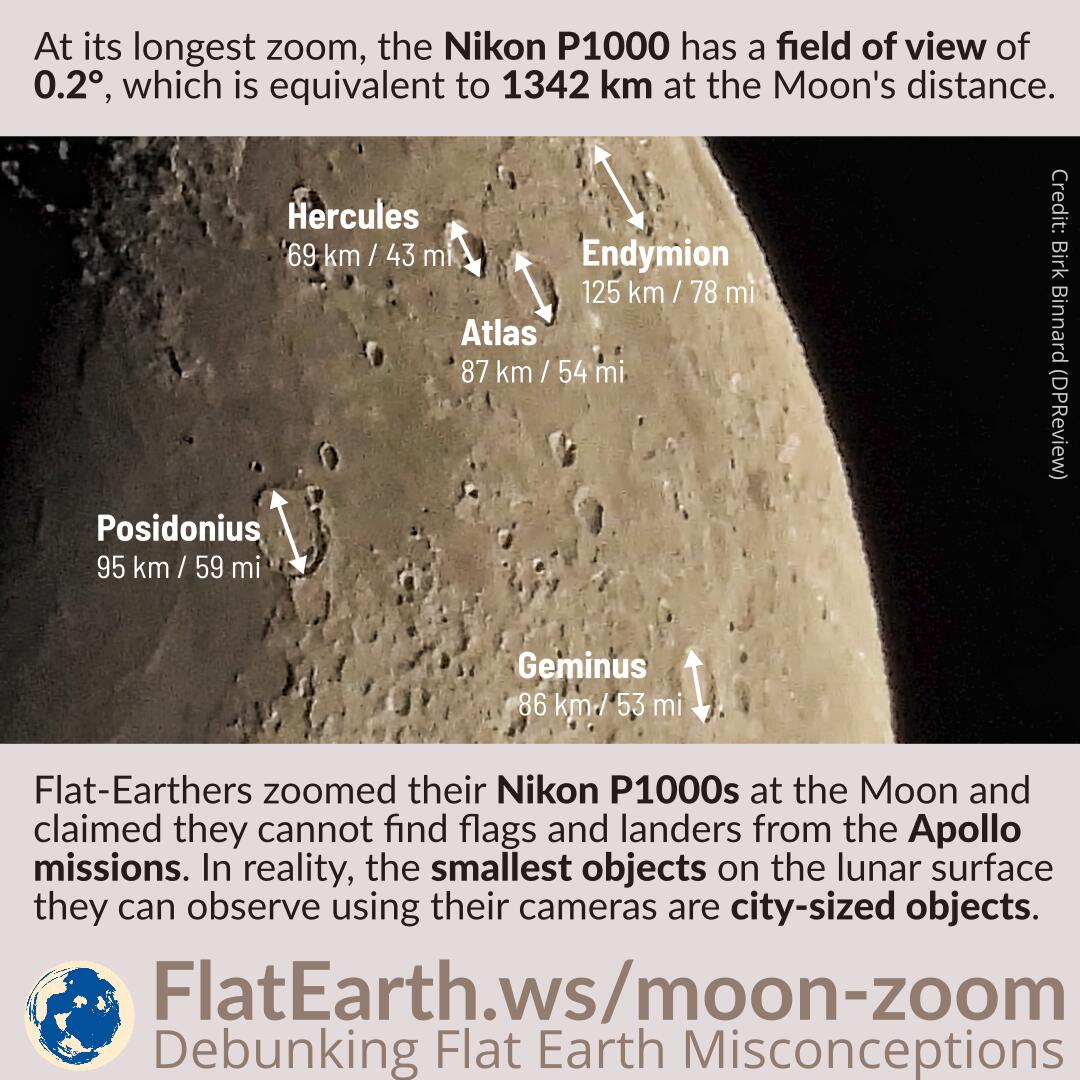 At its longest zoom, the Nikon P1000 has a field of view of
0.2°, which is equivalent to 1342 km at the Moon's distance.
Hercules
69 km / 43 mi
Endymion
125 km / 78 mi
Atlas
87 km / 54 mi
Posidonius
95 km / 59 mi
Geminus
86 km / 53 mi
Credit: Birk Binnard (DPReview)
Flat-Earthers zoomed their Nikon P1000s at the Moon and
claimed they cannot find flags and landers from the Apollo
missions. In reality, the smallest objects on the lunar surface
they can observe using their cameras are city-sized objects.
FlatEarth.ws/moon-zoom
Debunking Flat Earth Misconceptions